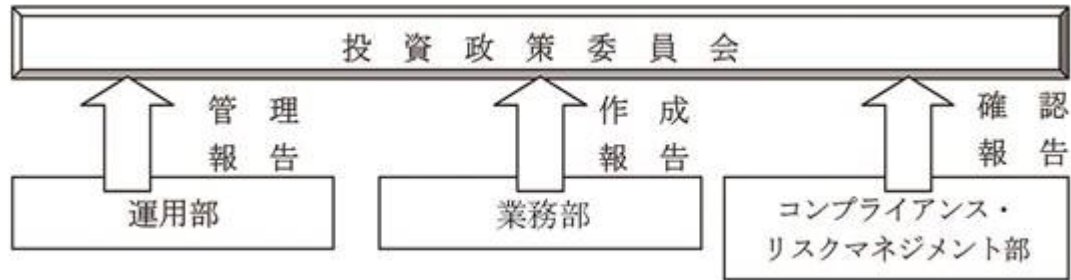 投資政策委員会
管理
報告
作成
報告
確認
報告
運用部
業務部
コンプライアンス・
リスクマネジメント部